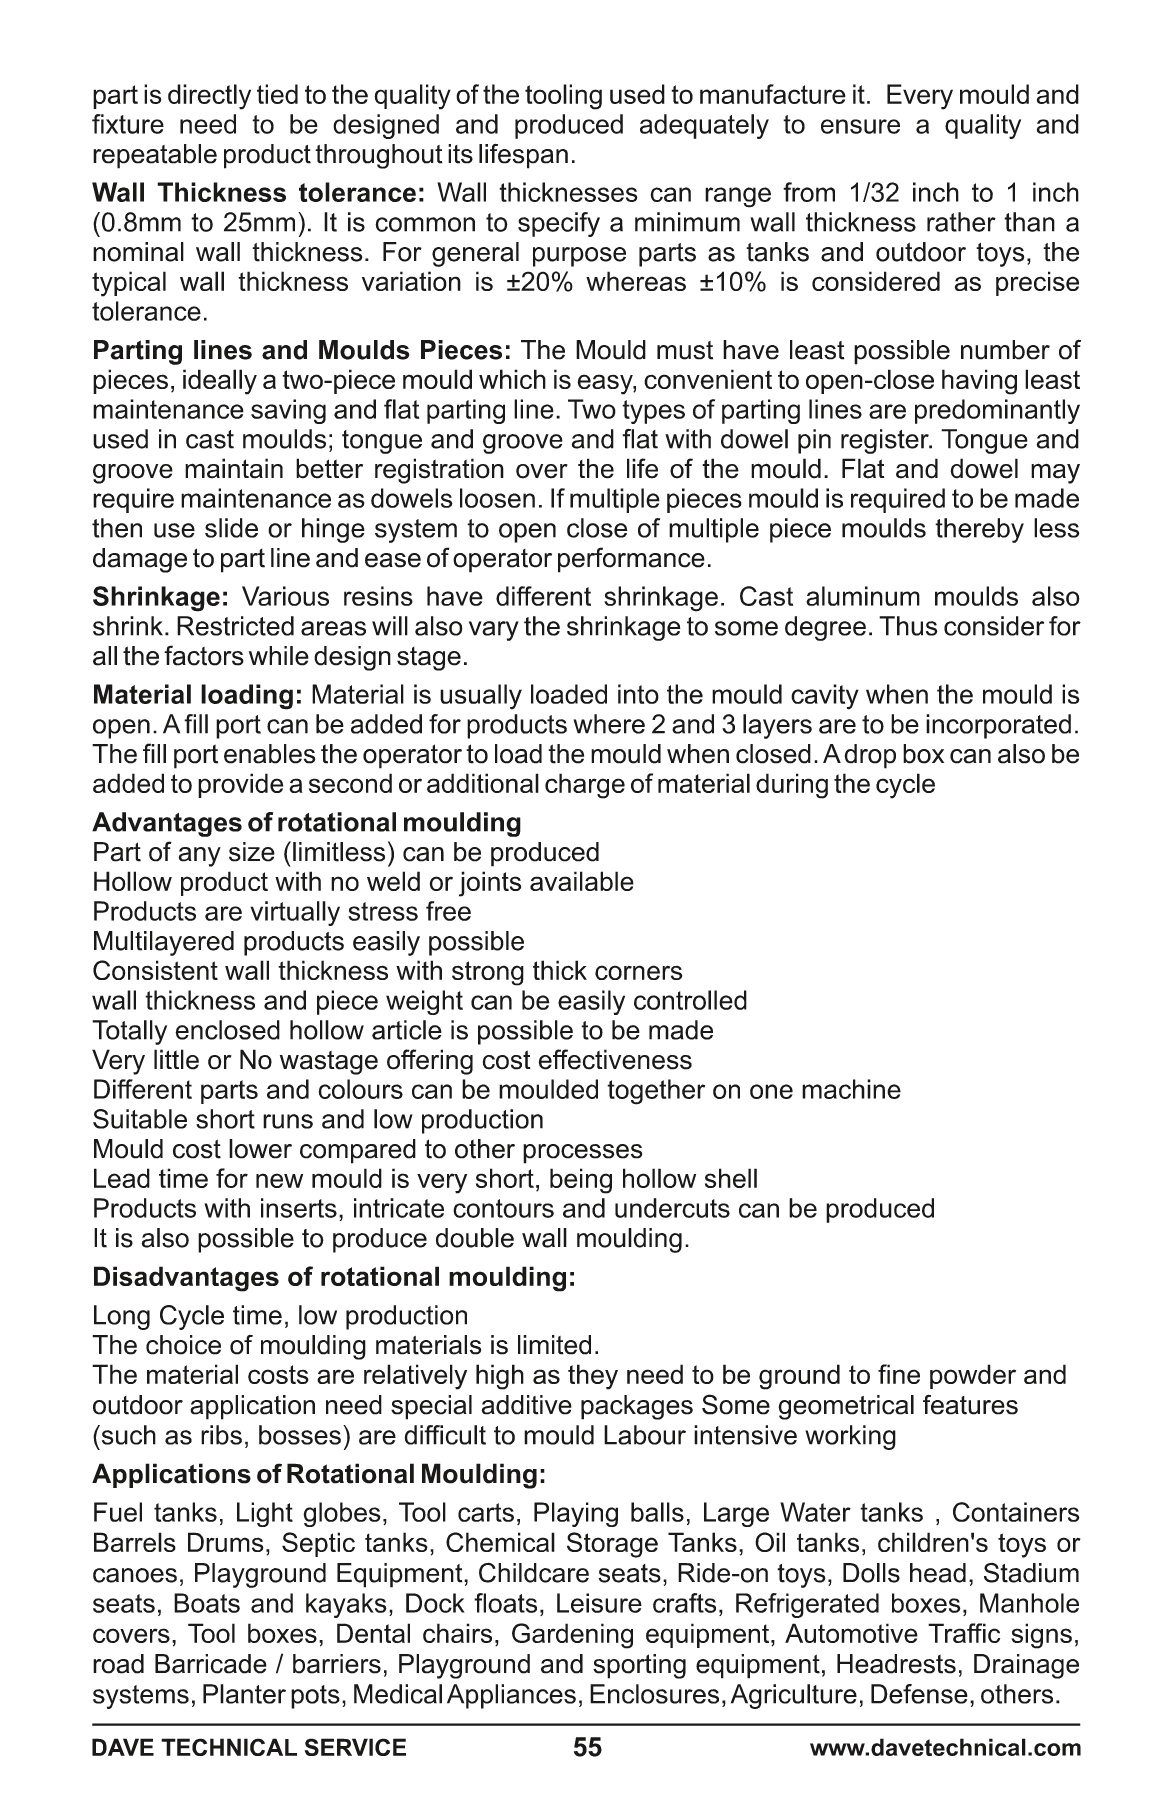 part is directly tied to the quality of the tooling used to manufacture it. Every mould and
fixture need to be designed and produced adequately to ensure a quality and
repeatable product throughout its lifespan.
Wall Thickness tolerance: Wall thicknesses can range from 1/32 inch to 1 inch
(0.8mm to 25mm). It is common to specify a minimum wall thickness rather than a
nominal wall thickness. For general purpose parts as tanks and outdoor toys, the
typical wall thickness variation is ±20% whereas ±10% is considered as precise
tolerance.
Parting lines and Moulds Pieces: The Mould must have least possible number of
pieces, ideally a two-piece mould which is easy, convenient to open-close having least
maintenance saving and flat parting line. Two types of parting lines are predominantly
used in cast moulds; tongue and groove and flat with dowel pin register. Tongue and
groove maintain better registration over the life of the mould. Flat and dowel may
require maintenance as dowels loosen. If multiple pieces mould is required to be made
then use slide or hinge system to open close of multiple piece moulds thereby less
damage to part line and ease of operator performance.
Shrinkage: Various resins have different shrinkage. Cast aluminum moulds also
shrink. Restricted areas will also vary the shrinkage to some degree. Thus consider for
all the factors while design stage.
Material loading: Material is usually loaded into the mould cavity when the mould is
open. A fill port can be added for products where 2 and 3 layers are to be incorporated.
The fill port enables the operator to load the mould when closed. A drop box can also be
added to provide a second or additional charge of material during the cycle
Advantages of rotational moulding
Part of any size (limitless) can be produced
Hollow product with no weld or joints available
Products are virtually stress free
Multilayered products easily possible
Consistent wall thickness with strong thick corners
wall thickness and piece weight can be easily controlled
Totally enclosed hollow article is possible to be made
Very little or No wastage offering cost effectiveness
Different parts and colours can be moulded together on one machine
Suitable short runs and low production
Mould cost lower compared to other processes
Lead time for new mould is very short, being hollow shell
Products with inserts, intricate contours and undercuts can be produced
It is also possible to produce double wall moulding.
Disadvantages of rotational moulding:
Long Cycle time, low production
The choice of moulding materials is limited.
The material costs are relatively high as they need to be ground to fine powder and
outdoor application need special additive packages Some geometrical features
(such as ribs, bosses) are difficult to mould Labour intensive working
Applications of Rotational Moulding:
Fuel tanks, Light globes, Tool carts, Playing balls, Large Water tanks , Containers
Barrels Drums, Septic tanks, Chemical Storage Tanks, Oil tanks, children's toys or
canoes, Playground Equipment, Childcare seats, Ride-on toys, Dolls head, Stadium
seats, Boats and kayaks, Dock floats, Leisure crafts, Refrigerated boxes, Manhole
covers, Tool boxes, Dental chairs, Gardening equipment, Automotive Traffic signs,
road Barricade / barriers, Playground and sporting equipment, Headrests, Drainage
systems, Planter pots, Medical Appliances, Enclosures, Agriculture, Defense, others.
DAVE TECHNICAL SERVICE 55 www.davetechnical.com